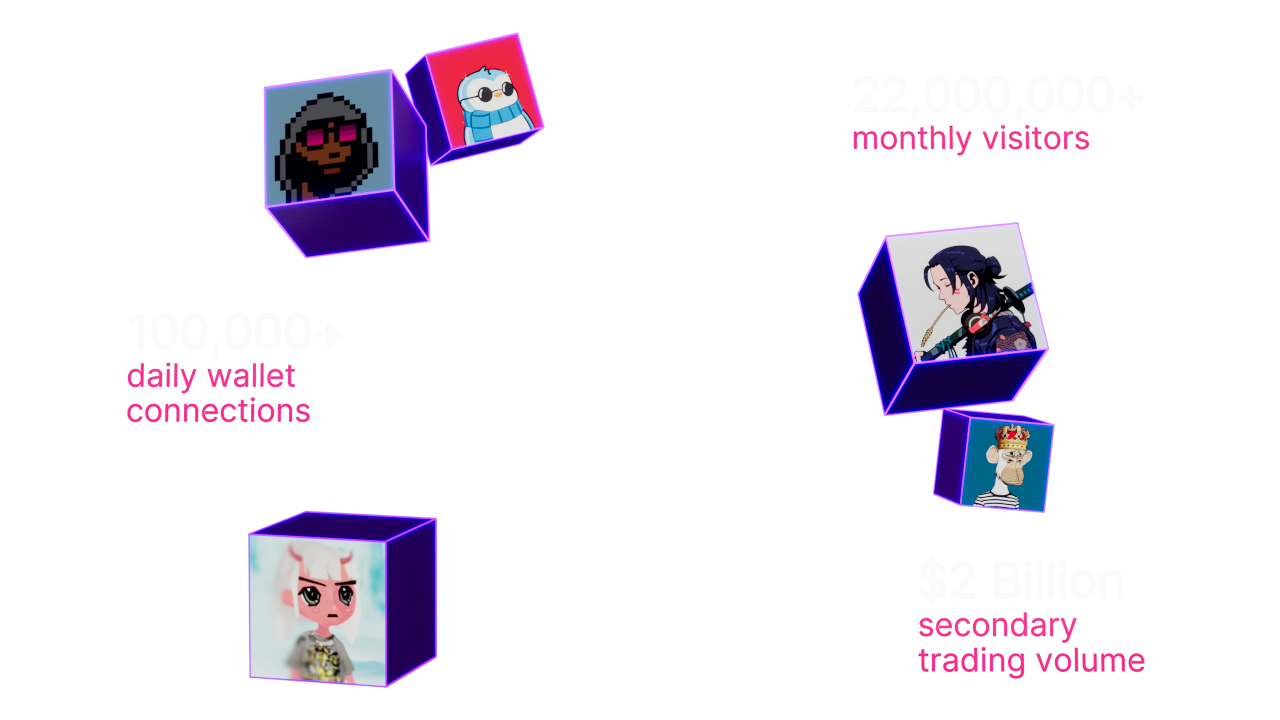 22,000,000+
monthly visitors
100,000+
daily wallet
connections
$2 Billion
secondary
trading volume